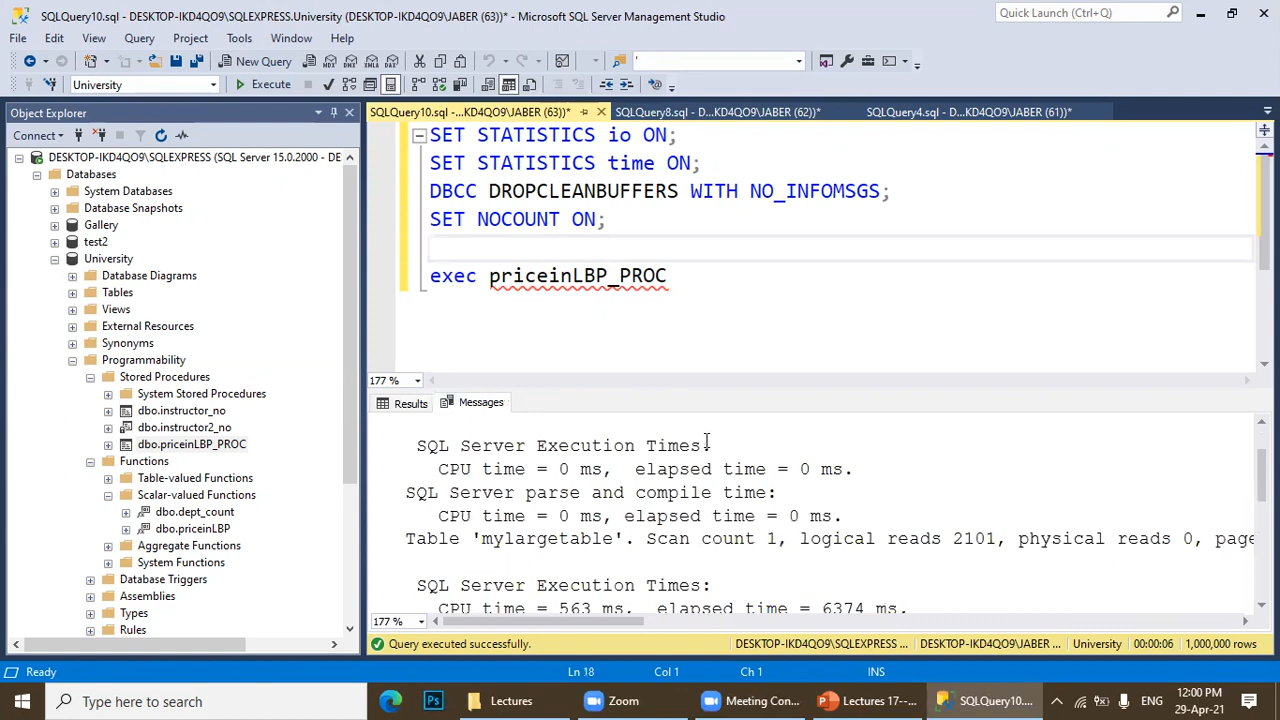 SQLQuery10.sql - DESKTOP-IKD4QO9\SQLEXPRESS.University (DESKTOP-IKD4QO9\JABER (63))* - Microsoft SQL Server Management Studio
Quick Launch (Ctrl+Q)
File Edit View Query Project Tools Window Help
New Query
MDX DMX XMLA DAX
'
University
Execute
Object Explorer
SQLQuery10.sql -...KD4QO9\JABER (63))*
SQLQuery8.sql - D...KD4QO9\JABER (62))*
SQLQuery4.sql - D...KD4QO9\JABER (61))*
Connect
DESKTOP-IKD4QO9\SQLEXPRESS (SQL Server 15.0.2000 - DE
Databases
System Databases
Database Snapshots
Gallery
test2
University
Database Diagrams
Tables
Views
External Resources
Synonyms
Programmability
Stored Procedures
System Stored Procedures
dbo.instructor_no
dbo.instructor2_no
dbo.priceinLBP_PROC
Functions
Table-valued Functions
Scalar-valued Functions
dbo.dept_count
dbo.priceinLBP
Aggregate Functions
System Functions
Database Triggers
Assemblies
Types
Rules
SET STATISTICS io ON;
SET STATISTICS time ON;
DBCC DROPCLEANBUFFERS WITH NO_INFOMSGS;
SET NOCOUNT ON;
exec priceinLBP_PROC
177 %
Results Messages
SQL Server Execution Times:
CPU time = 0 ms, elapsed time = 0 ms.
SQL Server parse and compile time:
CPU time = 0 ms, elapsed time = 0 ms.
Table 'mylargetable'. Scan count 1, logical reads 2101, physical reads 0, page
SQL Server Execution Times:
CPU time = 563 ms, elapsed time = 6374 ms.
177 %
Query executed successfully.
DESKTOP-IKD4QO9\SQLEXPRESS ... DESKTOP-IKD4QO9\JABER ... University 00:00:06 1,000,000 rows
Ready Ln 18 Col 1 Ch 1 INS
Type here to search
Ps
Lectures
Zoom
Meeting Con...
Lectures 17--...
SQLQuery10....
ENG
12:00 PM
29-Apr-21